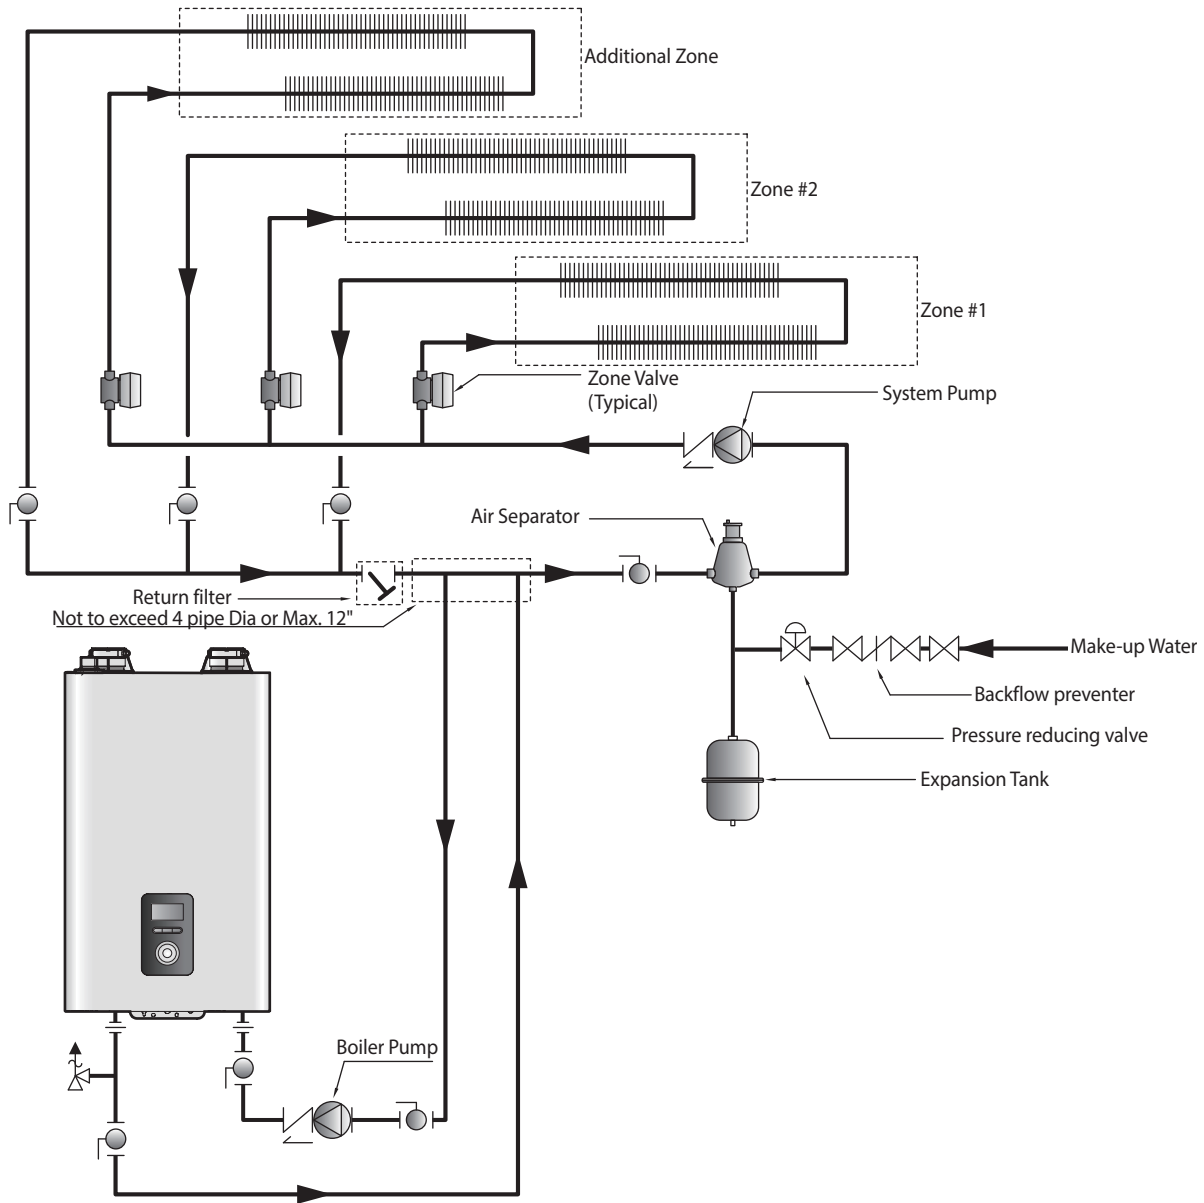 Additional Zone
Zone #2
Zone #1
Zone Valve
(Typical)
System Pump
Air Separator
Return filter
Not to exceed 4 pipe Dia or Max. 12"
Make-up Water
Backflow preventer
Pressure reducing valve
Expansion Tank
Boiler Pump